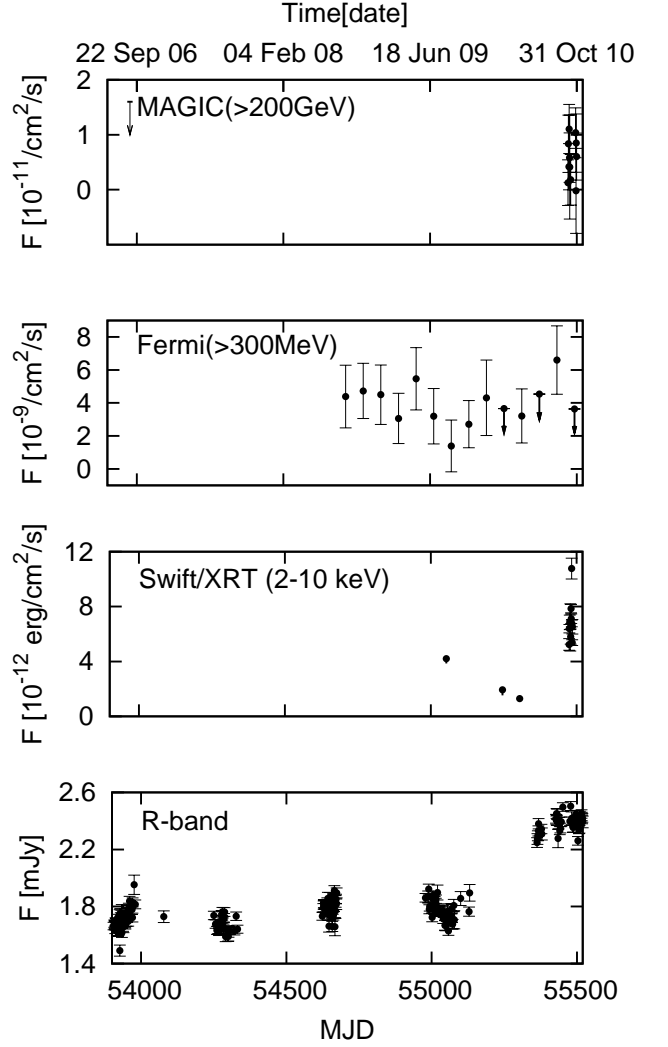 Time[date]
22 Sep 06 04 Feb 08 18 Jun 09 31 Oct 10
MAGIC(>200GeV)
F [10^-11/cm^2/s]
2
1
0
Fermi(>300MeV)
F [10^-9/cm^2/s]
8
6
4
2
0
Swift/XRT (2-10 keV)
F [10^-12 erg/cm^2/s]
12
8
4
0
R-band
F [mJy]
2.6
2.2
1.8
1.4
54000 54500 55000 55500
MJD